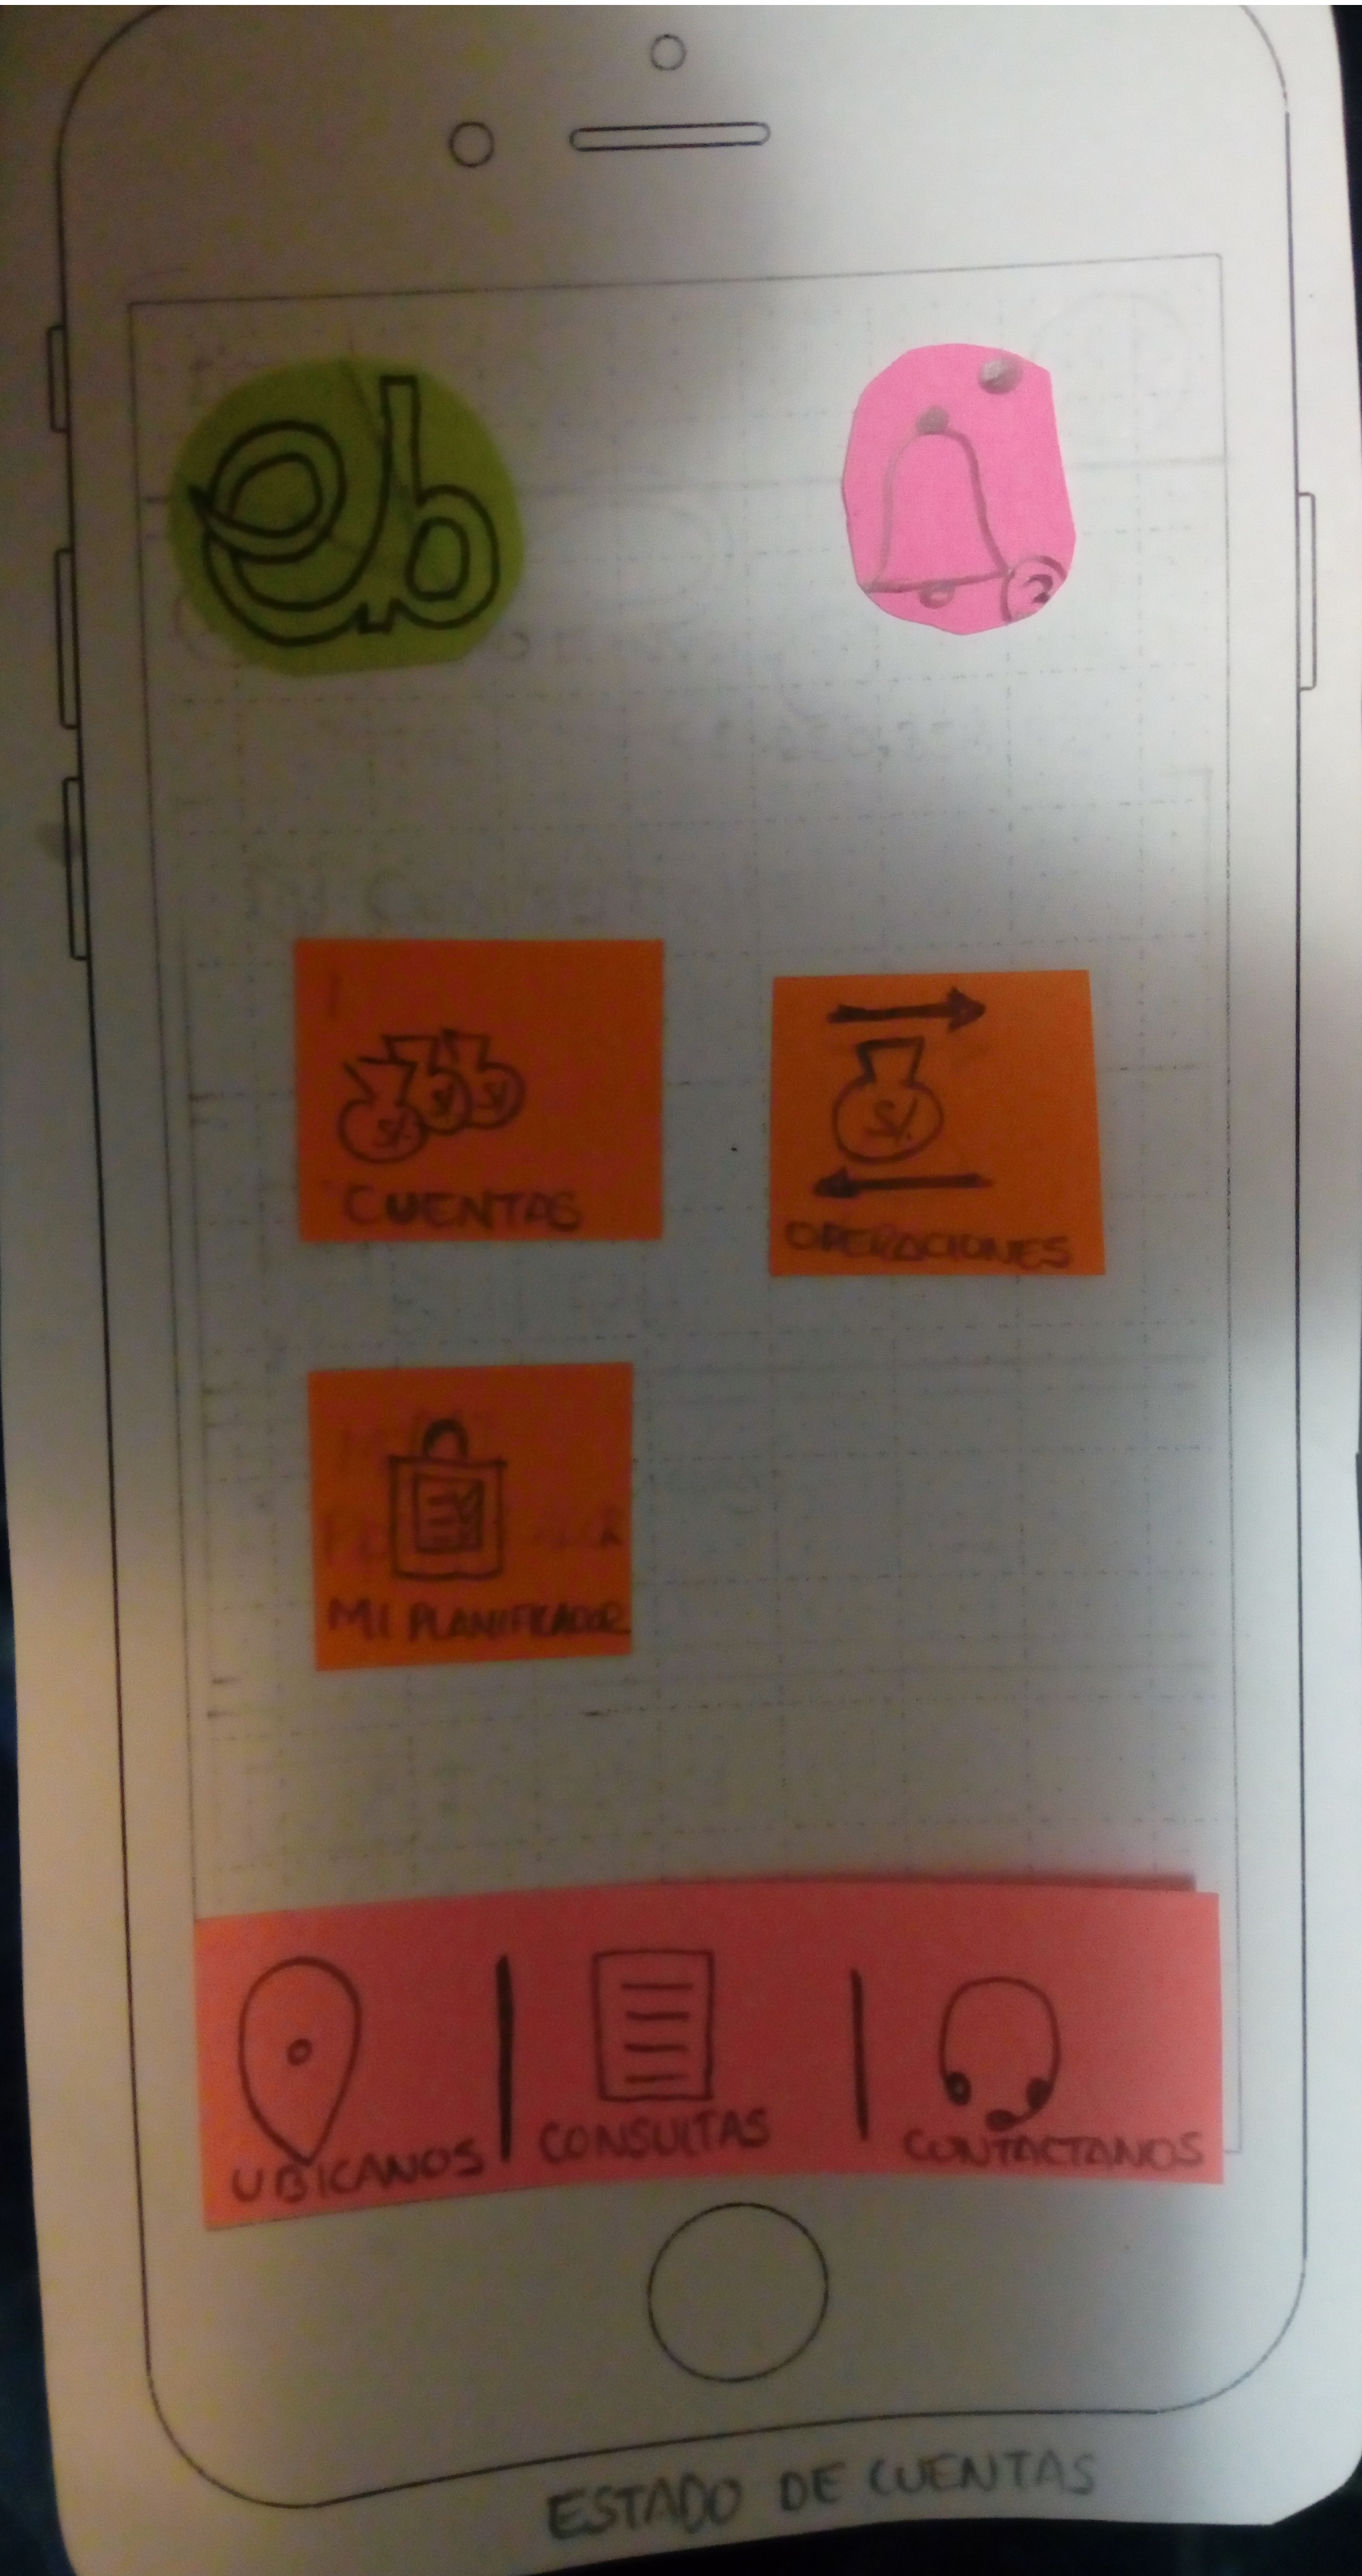 eb
2
S/. S/. S/.
CUENTAS
S/.
OPERACIONES
MI PLANIFICADOR
UBICANOS
CONSULTAS
CONTACTANOS
ESTADO DE CUENTAS